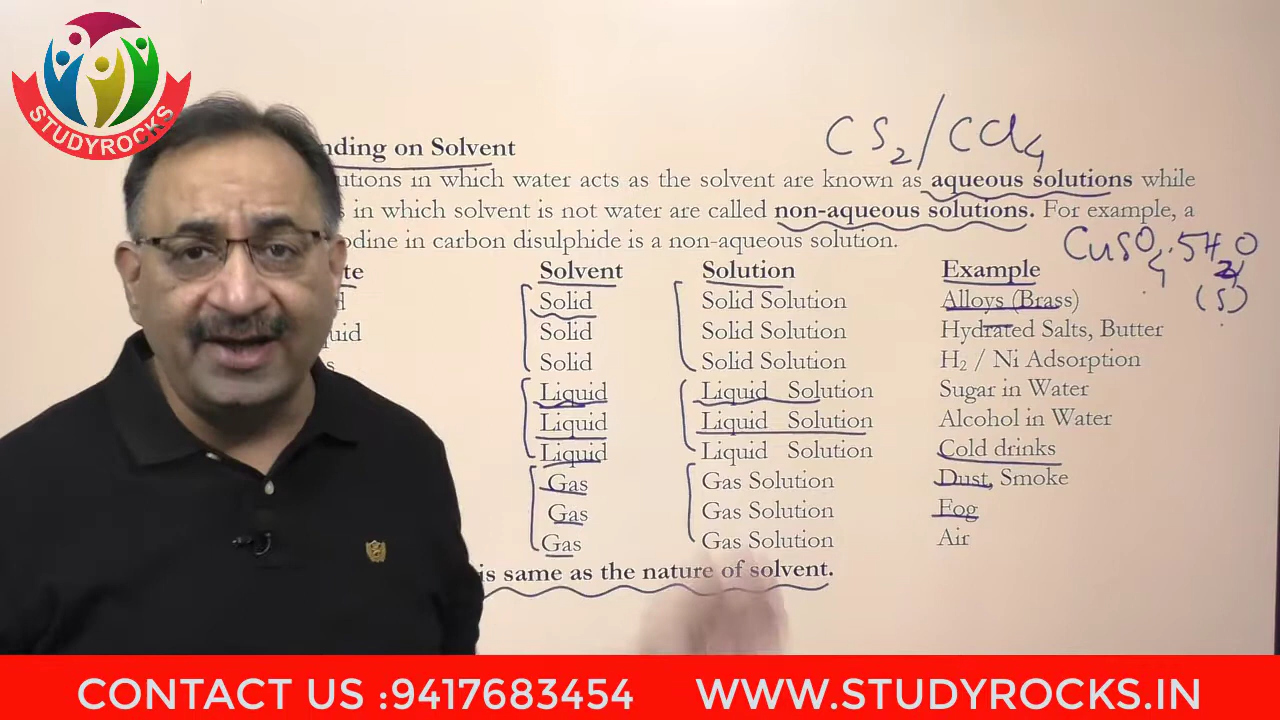 STUDYROCKS
CS2/CCl4
nding on Solvent
utions in which water acts as the solvent are known as aqueous solutions while
in which solvent is not water are called non-aqueous solutions. For example, a
odine in carbon disulphide is a non-aqueous solution.
CuSO4.5H2O
(s)
te Solvent Solution Example
Solid Solid Solution Alloys (Brass)
quid Solid Solid Solution Hydrated Salts, Butter
s Solid Solid Solution H₂ / Ni Adsorption
Liquid Liquid Solution Sugar in Water
Liquid Liquid Solution Alcohol in Water
Liquid Liquid Solution Cold drinks
Gas Gas Solution Dust, Smoke
Gas Gas Solution Fog
Gas Gas Solution Air
is same as the nature of solvent.
CONTACT US :9417683454 WWW.STUDYROCKS.IN